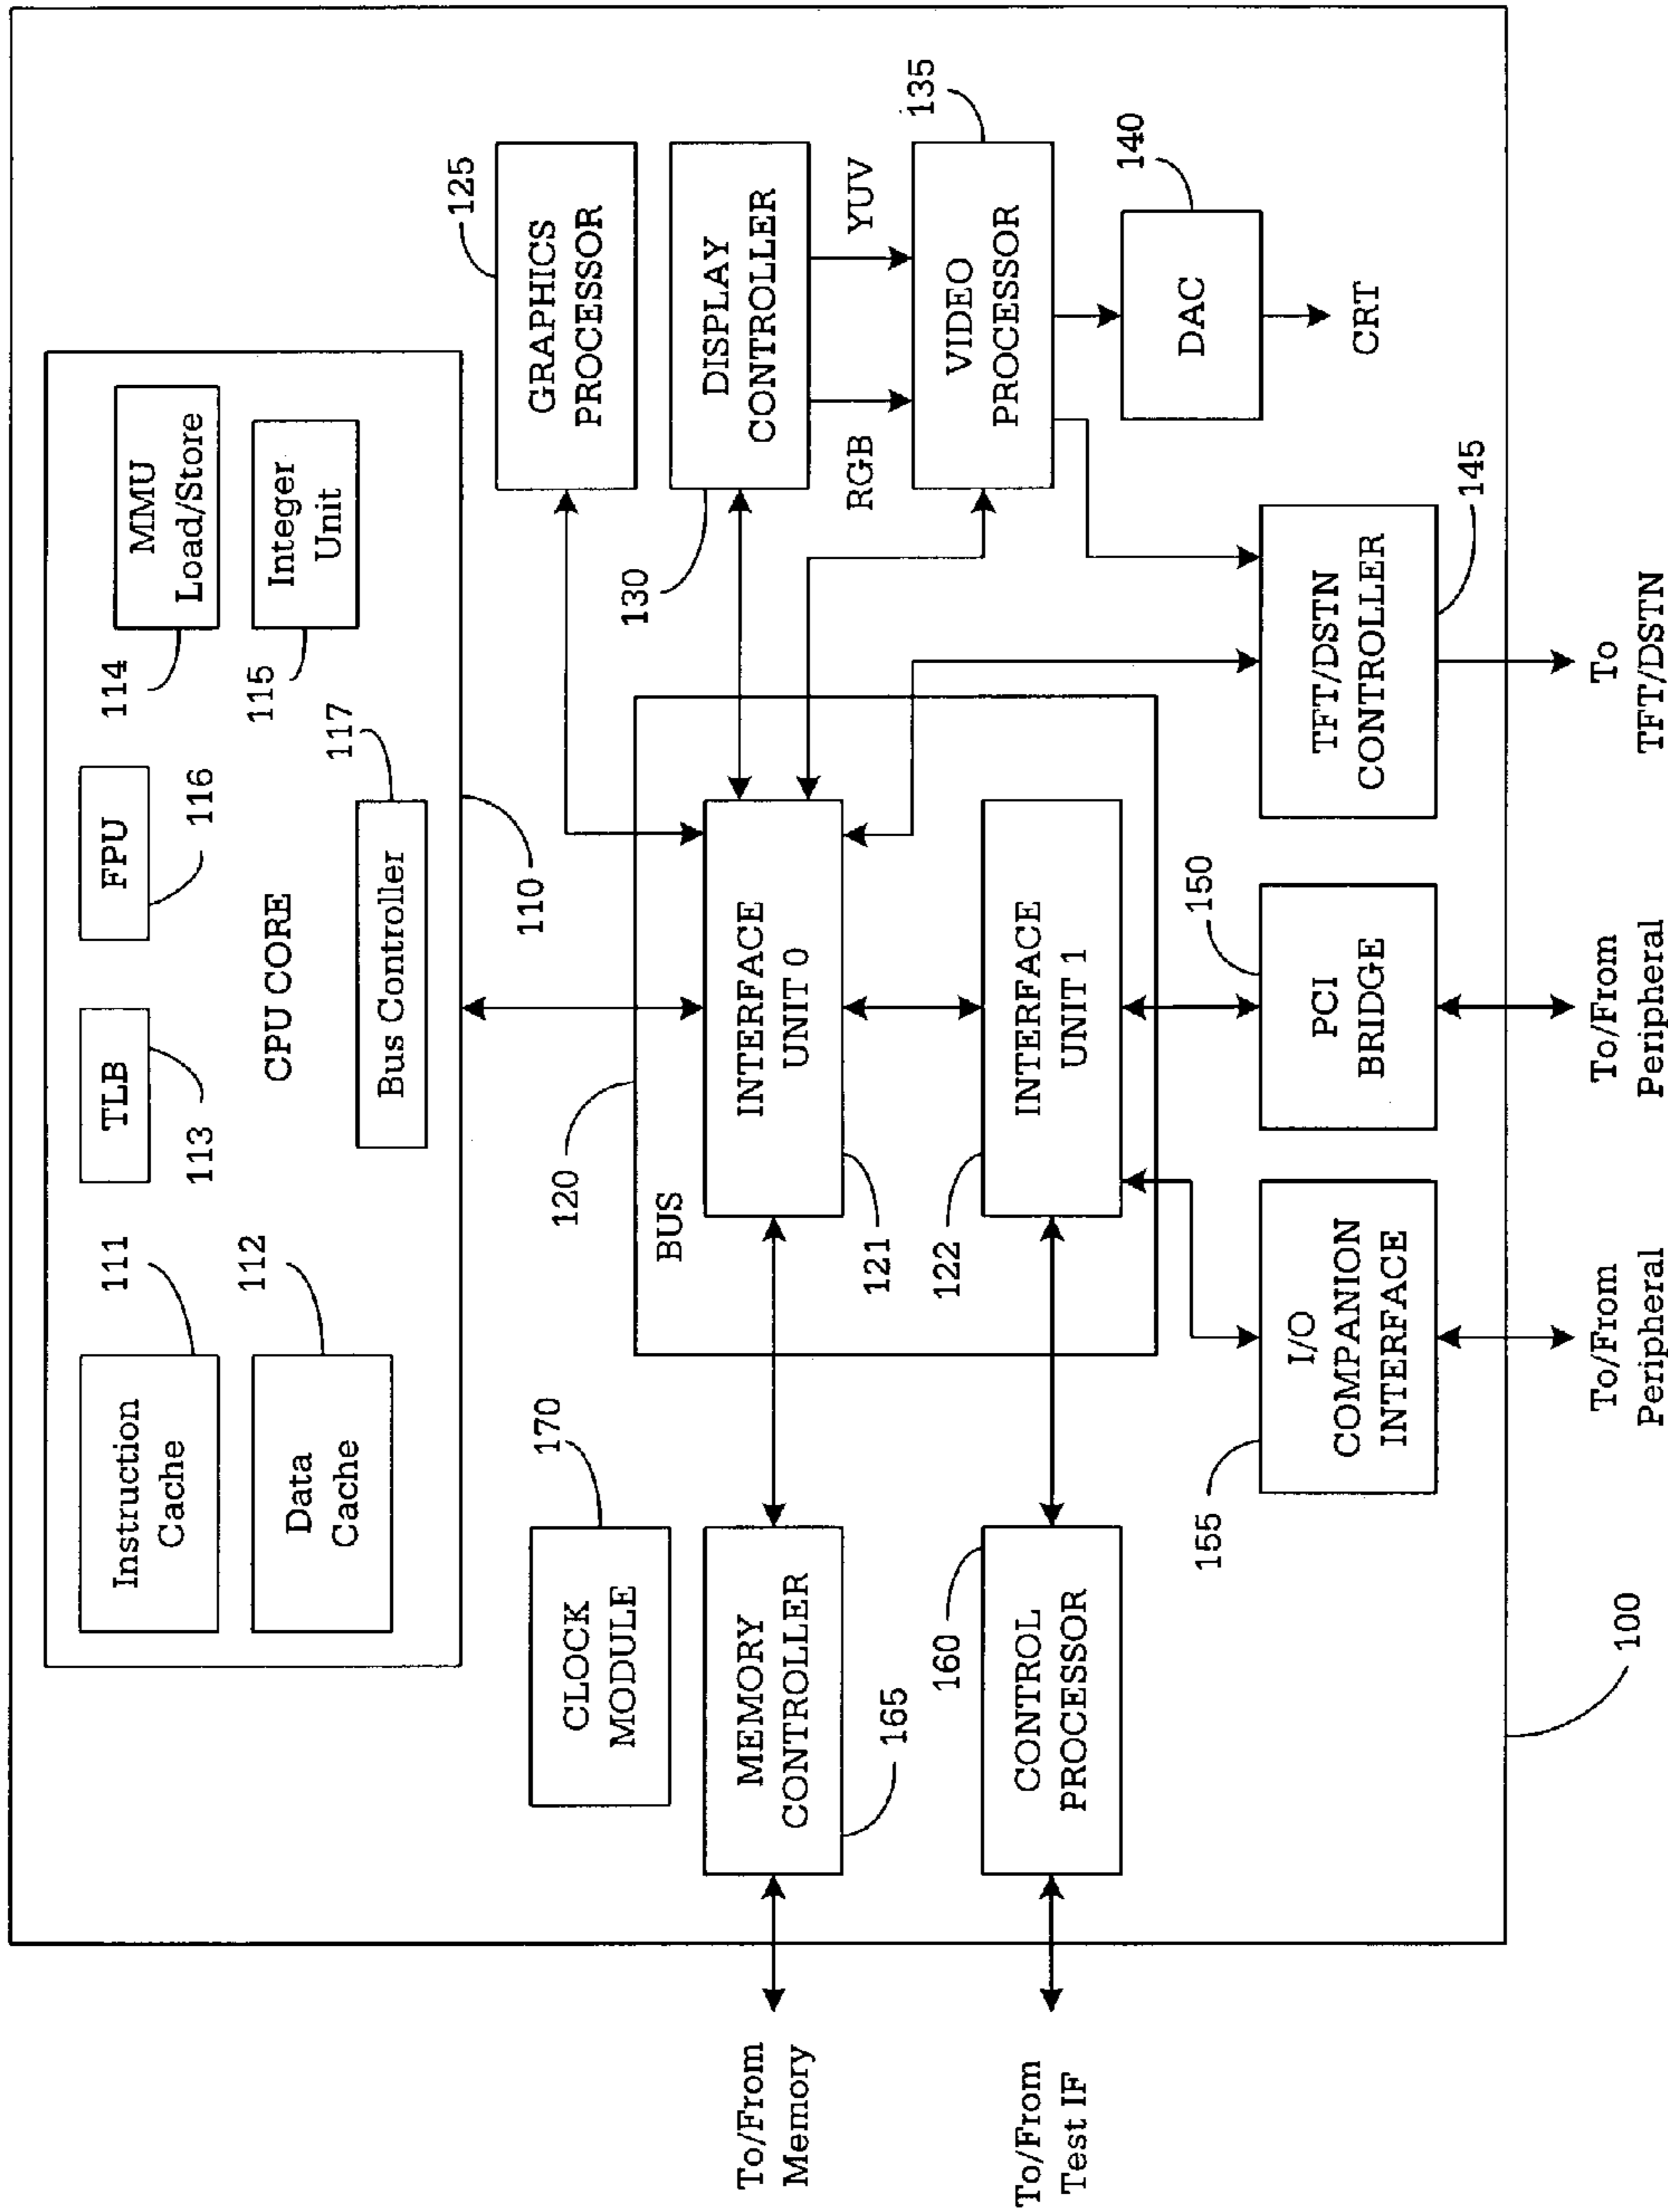 Instruction
Cache
111
Data
Cache
112
TLB
113
FPU
116
MMU
Load/Store
114
Integer
Unit
115
CPU CORE
Bus Controller
117
110
CLOCK
MODULE
170
120
BUS
GRAPHICS
PROCESSOR
125
To/From
Memory
MEMORY
CONTROLLER
165
INTERFACE
UNIT 0
121
130
DISPLAY
CONTROLLER
RGB
YUV
To/From
Test IF
160
CONTROL
PROCESSOR
122
INTERFACE
UNIT 1
VIDEO
PROCESSOR
135
DAC
140
CRT
155
I/O
COMPANION
INTERFACE
150
PCI
BRIDGE
TFT/DSTN
CONTROLLER
145
100
To/From
Peripheral
To/From
Peripheral
To
TFT/DSTN